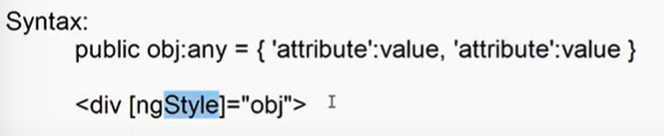 Syntax:
public obj:any = { 'attribute':value, 'attribute':value }
<div [ngStyle]="obj">